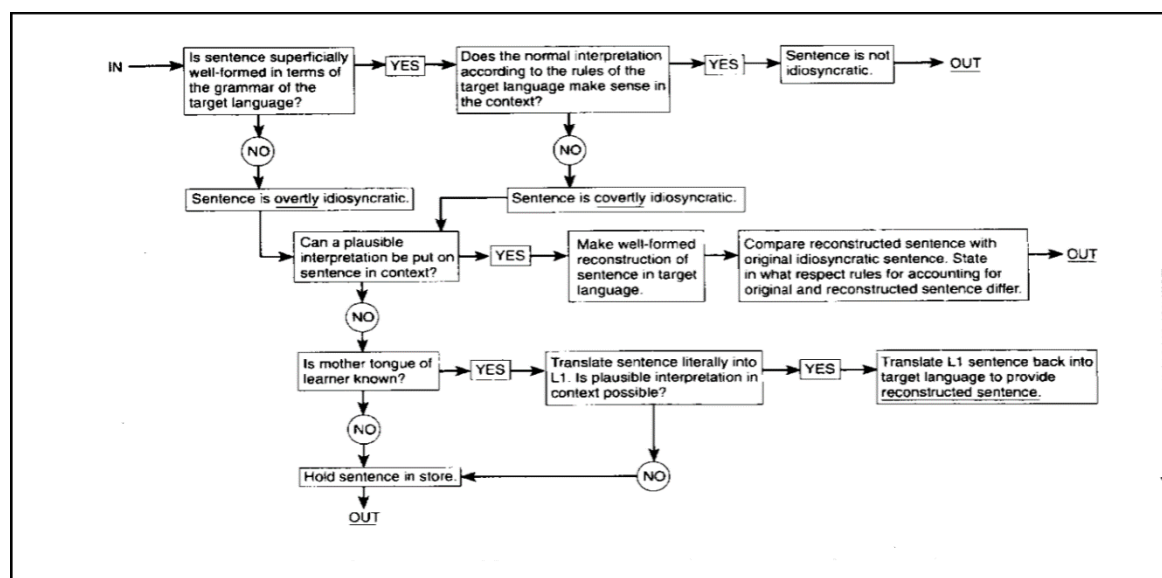 IN
Is sentence superficially
well-formed in terms of
the grammar of the
target language?
YES
Does the normal interpretation
according to the rules of the
target language make sense
in the context?
YES
Sentence is not
idiosyncratic.
OUT
NO
NO
Sentence is overtly idiosyncratic.
Sentence is covertly idiosyncratic.
Can a plausible
interpretation be put on
sentence in context?
YES
Make well-formed
reconstruction of
sentence in target
language.
Compare reconstructed sentence with
original idiosyncratic sentence. State
in what respect rules for accounting for
original and reconstructed sentence differ.
OUT
NO
Is mother tongue of
learner known?
YES
Translate sentence literally into
L1. Is plausible interpretation in
context possible?
YES
Translate L1 sentence back into
target language to provide
reconstructed sentence.
NO
NO
Hold sentence in store.
OUT